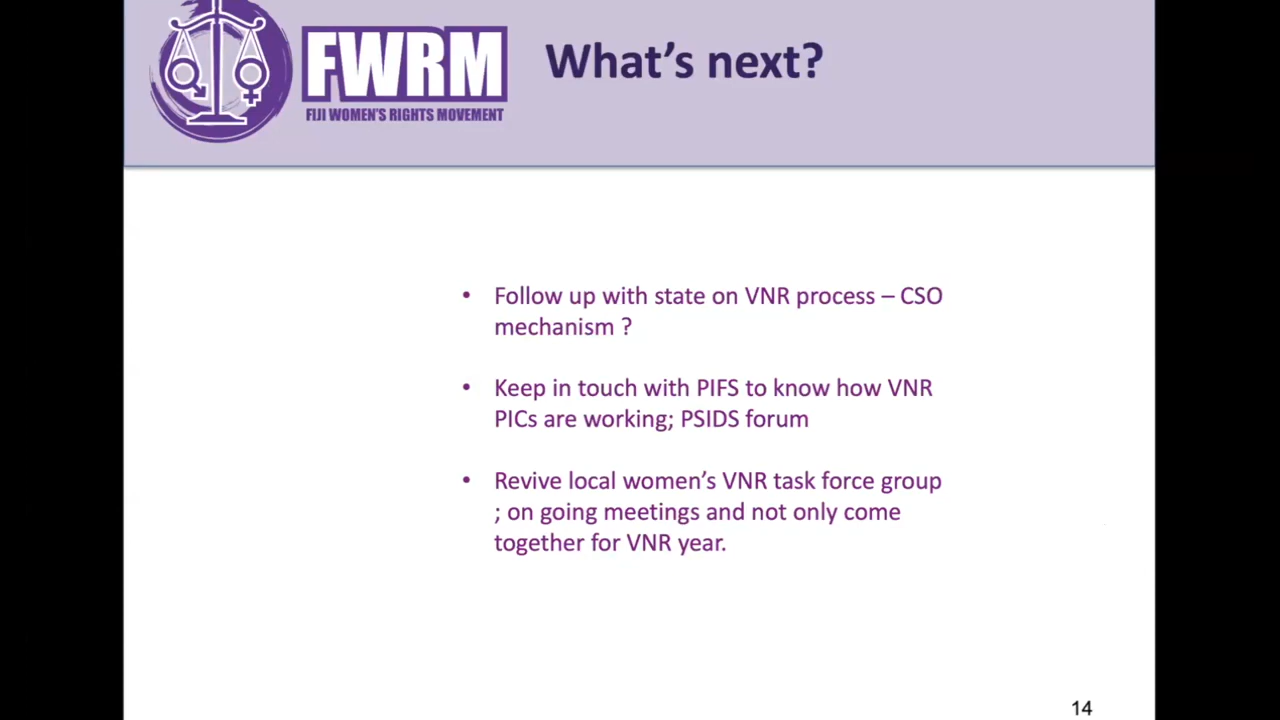 FWRM
FIJI WOMEN'S RIGHTS MOVEMENT
What's next?
• Follow up with state on VNR process – CSO
mechanism ?
• Keep in touch with PIFS to know how VNR
PICs are working; PSIDS forum
• Revive local women's VNR task force group
; on going meetings and not only come
together for VNR year.
14